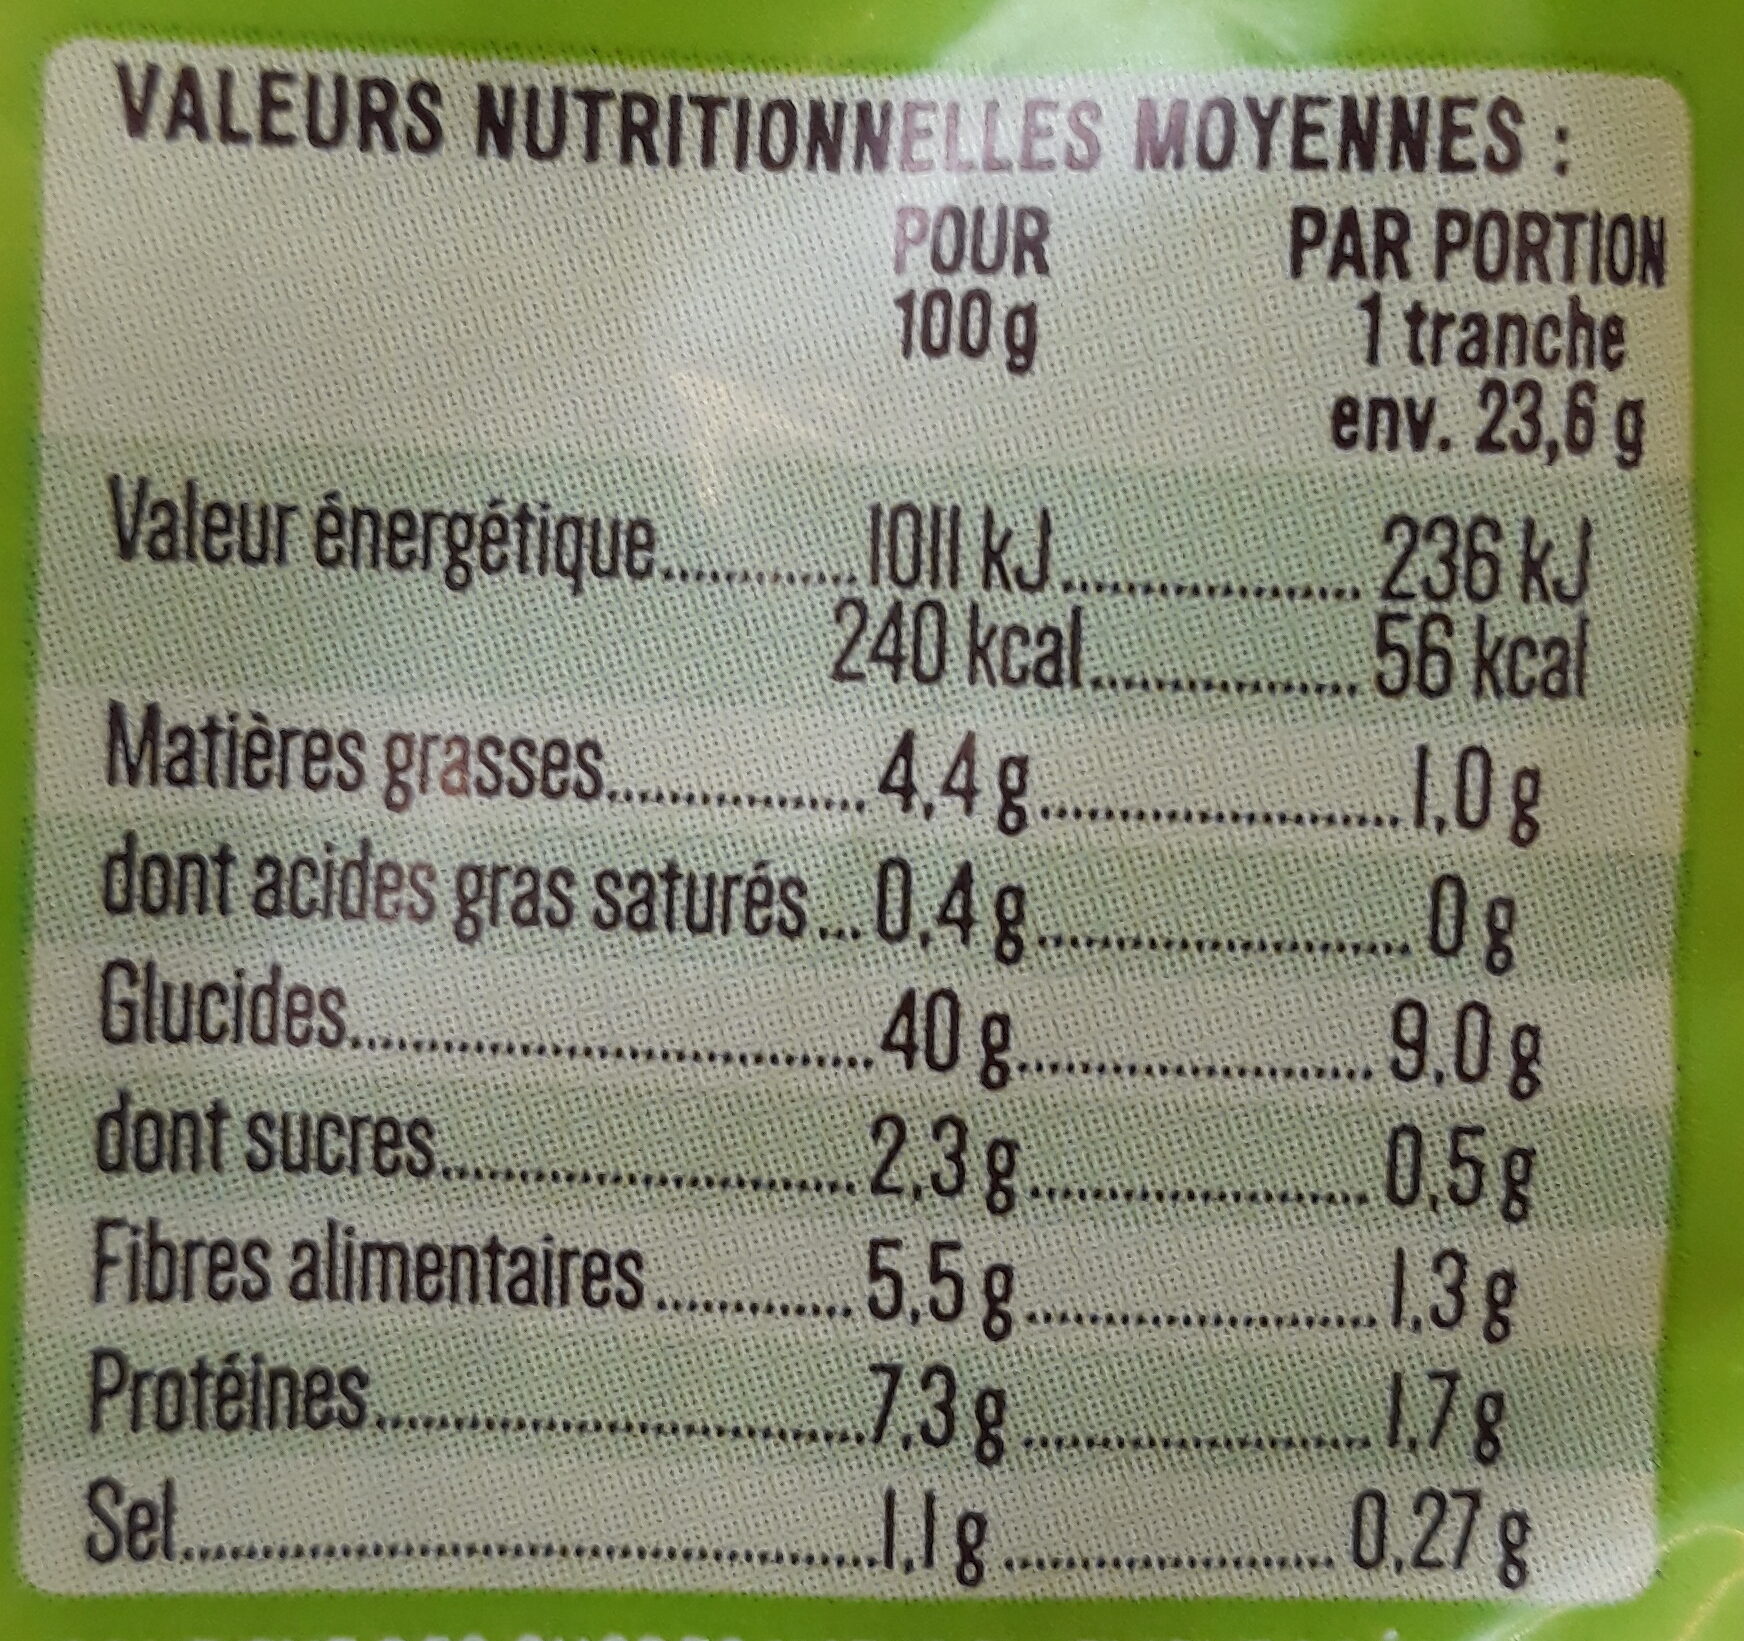 VALEURS NUTRITIONNELLES MOYENNES :
POUR PAR PORTION
100 g 1 tranche
env. 23,6 g
Valeur énergétique............1011 kJ................236 kJ
240 kcal................56 kcal
Matières grasses................4,4 g................1,0 g
dont acides gras saturés...0,4 g................0 g
Glucides................40 g................9,0 g
dont sucres................2,3 g................0,5 g
Fibres alimentaires............5,5 g................1,3 g
Protéines................7,3 g................1,7 g
Sel................1,1 g................0,27 g